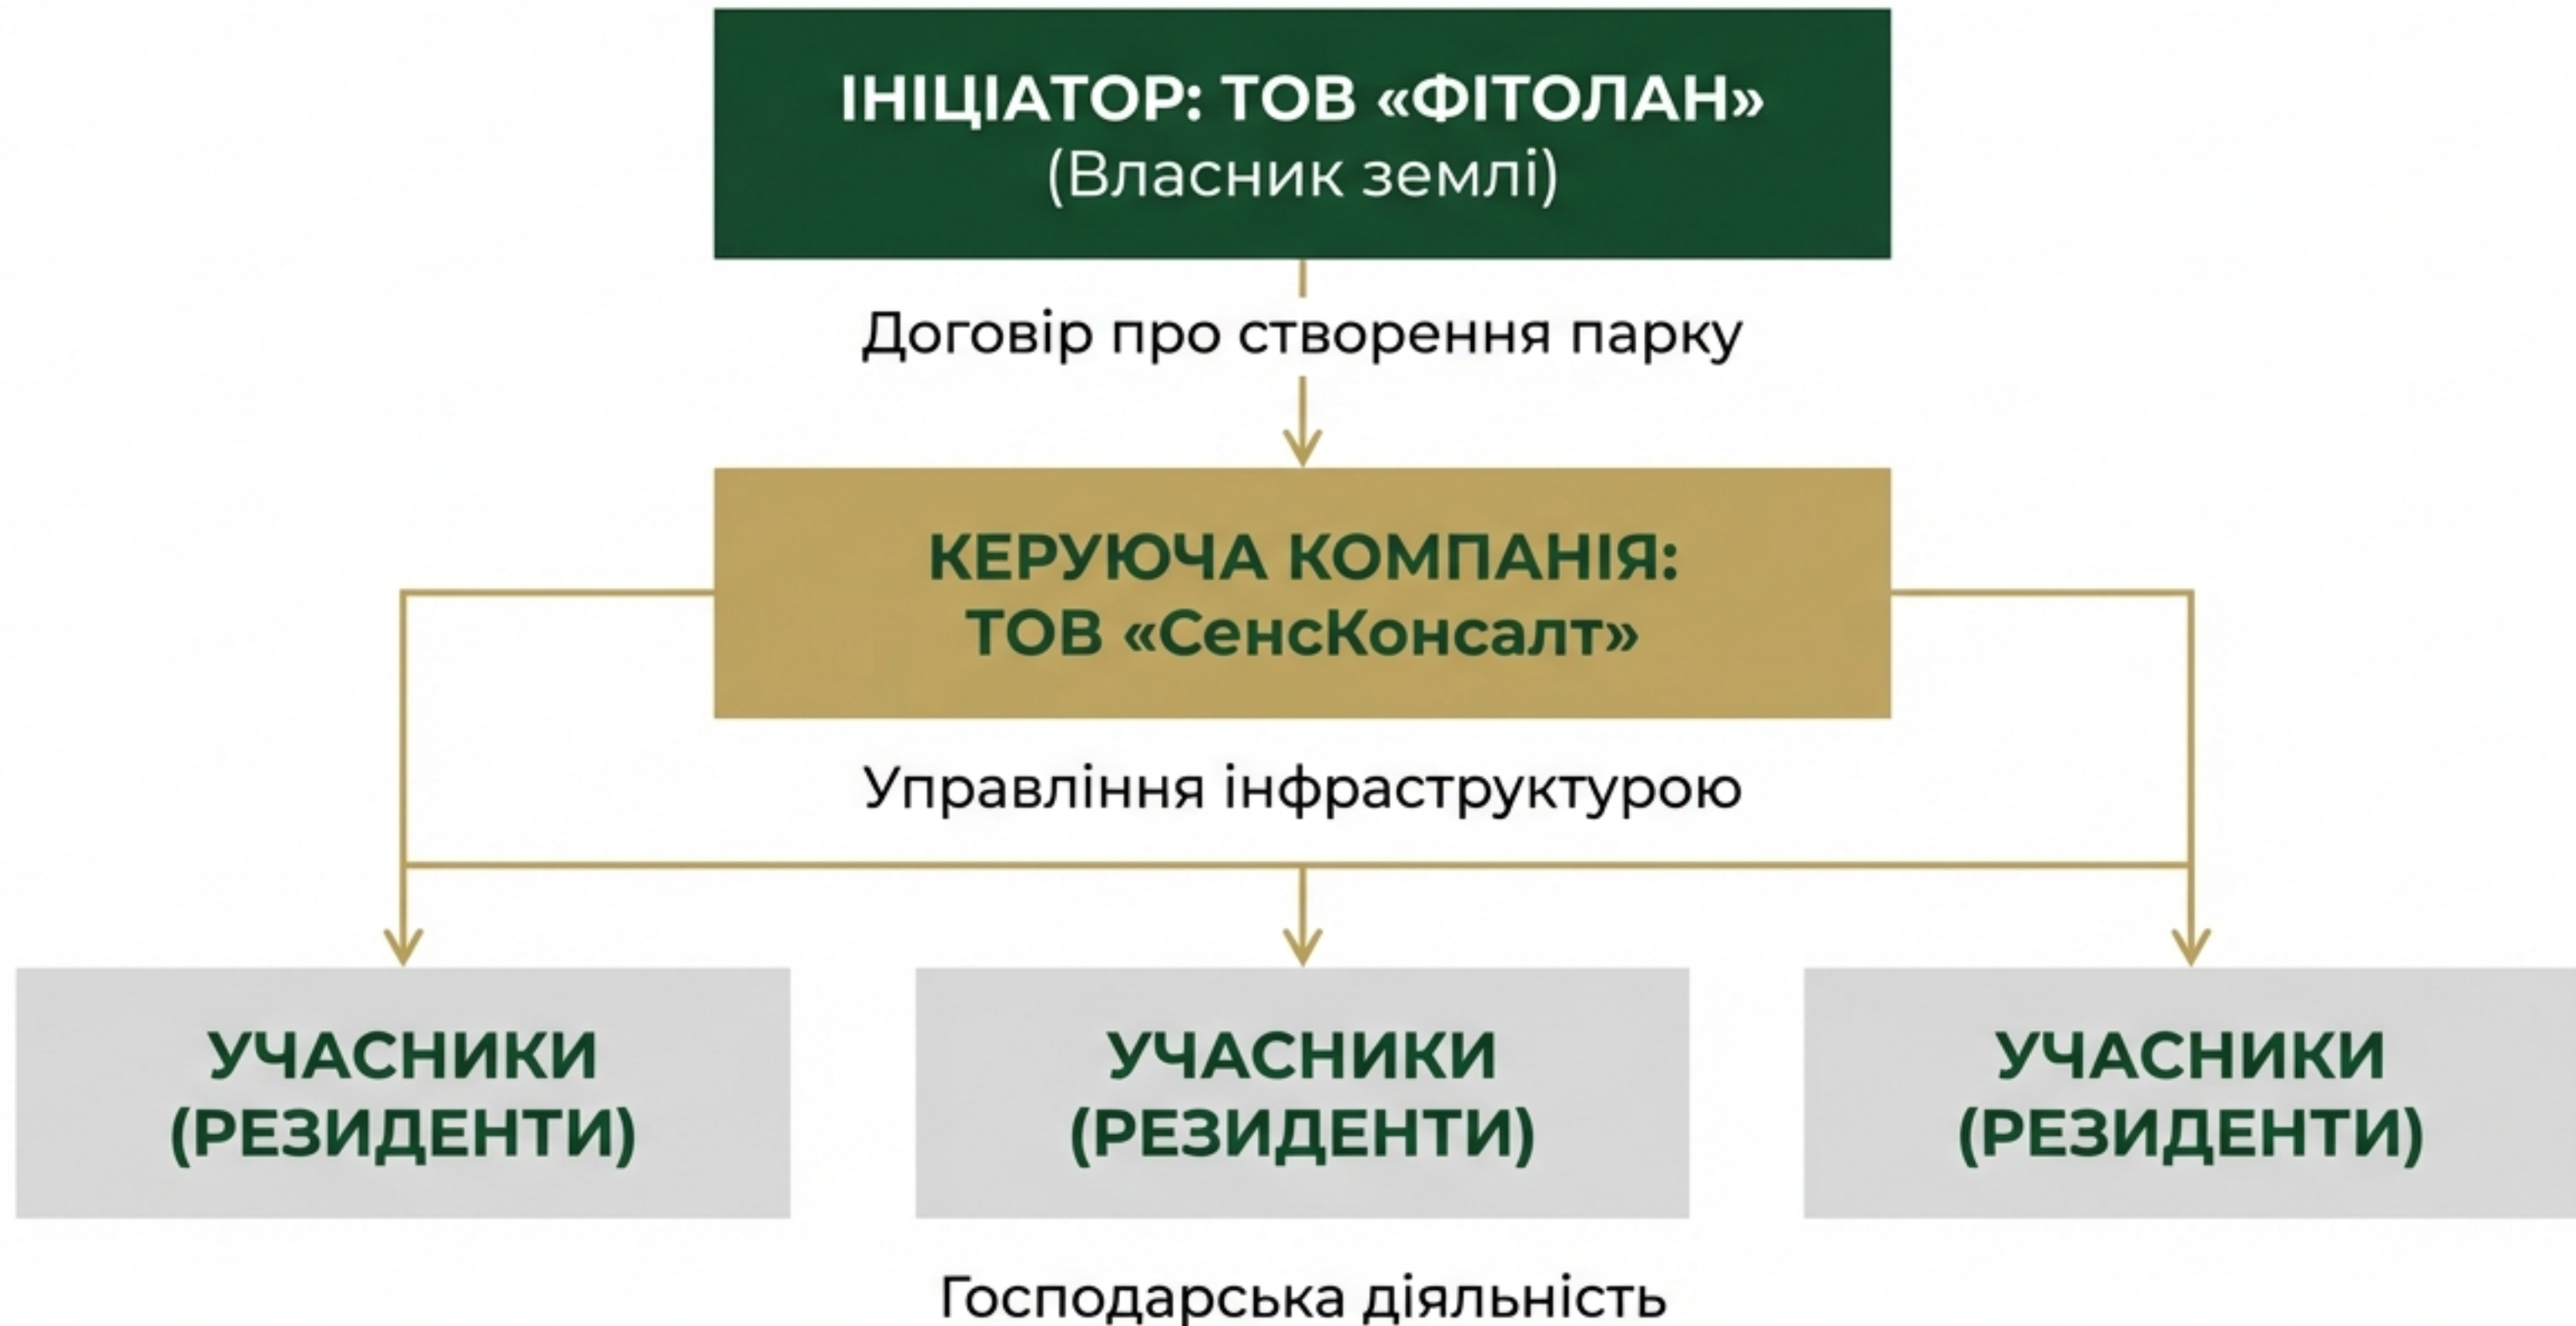 ІНІЦІАТОР: ТОВ «ФІТОЛАН»
(Власник землі)
Договір про створення парку
КЕРУЮЧА КОМПАНІЯ:
ТОВ «СенсКонсалт»
Управління інфраструктурою
УЧАСНИКИ
(РЕЗИДЕНТИ)
УЧАСНИКИ
(РЕЗИДЕНТИ)
УЧАСНИКИ
(РЕЗИДЕНТИ)
Господарська діяльність